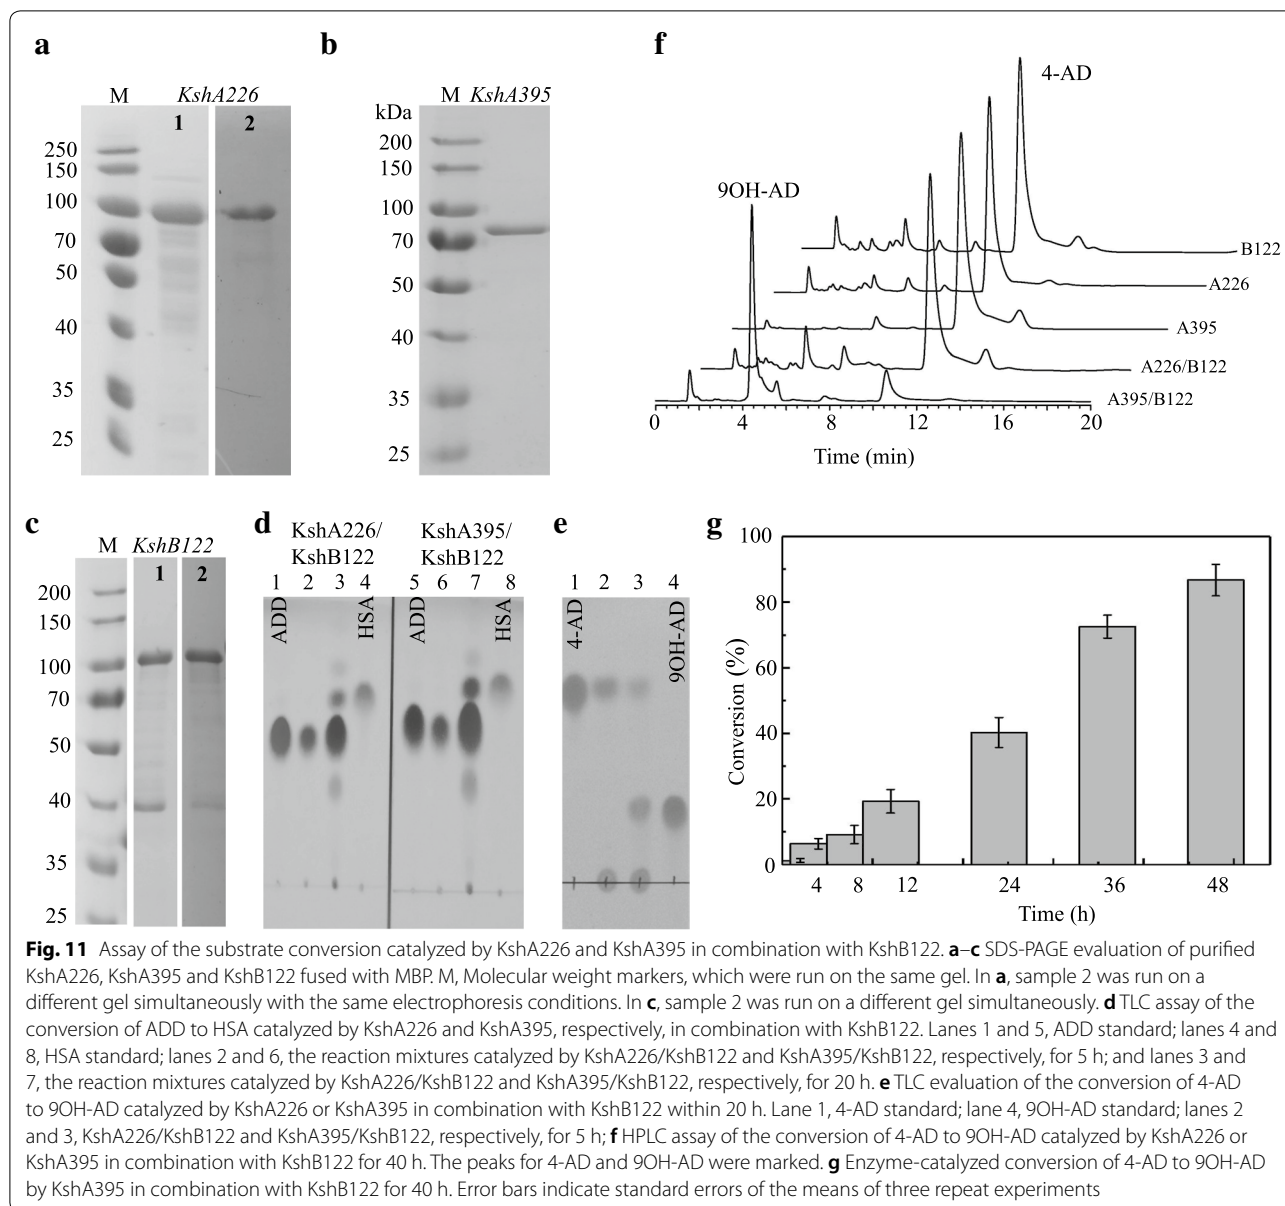 a
M KshA226
1 2
250
150
100
70
50
40
35
25
b
kDa M KshA395
200
150
100
70
50
40
35
25
f
4-AD
9OH-AD
B122
A226
A395
A226/B122
A395/B122
0 4 8 12 16 20
Time (min)
c
M KshB122
1 2
200
150
100
70
50
40
35
25
d
KshA226/ KshA395/
KshB122 KshB122
1 2 3 4 5 6 7 8
ADD HSA ADD HSA
e
1 2 3 4
4-AD 9OH-AD
g
100
80
60
40
20
0
Conversion (%)
4 8 12 24 36 48
Time (h)
Fig. 11 Assay of the substrate conversion catalyzed by KshA226 and KshA395 in combination with KshB122. a–c SDS-PAGE evaluation of purified
KshA226, KshA395 and KshB122 fused with MBP. M, Molecular weight markers, which were run on the same gel. In a, sample 2 was run on a
different gel simultaneously with the same electrophoresis conditions. In c, sample 2 was run on a different gel simultaneously. d TLC assay of the
conversion of ADD to HSA catalyzed by KshA226 and KshA395, respectively, in combination with KshB122. Lanes 1 and 5, ADD standard; lanes 4 and
8, HSA standard; lanes 2 and 6, the reaction mixtures catalyzed by KshA226/KshB122 and KshA395/KshB122, respectively, for 5 h; and lanes 3 and
7, the reaction mixtures catalyzed by KshA226/KshB122 and KshA395/KshB122, respectively, for 20 h. e TLC evaluation of the conversion of 4-AD
to 9OH-AD catalyzed by KshA226 or KshA395 in combination with KshB122 within 20 h. Lane 1, 4-AD standard; lane 4, 9OH-AD standard; lanes 2
and 3, KshA226/KshB122 and KshA395/KshB122, respectively, for 5 h; f HPLC assay of the conversion of 4-AD to 9OH-AD catalyzed by KshA226 or
KshA395 in combination with KshB122 for 40 h. The peaks for 4-AD and 9OH-AD were marked. g Enzyme-catalyzed conversion of 4-AD to 9OH-AD
by KshA395 in combination with KshB122 for 40 h. Error bars indicate standard errors of the means of three repeat experiments